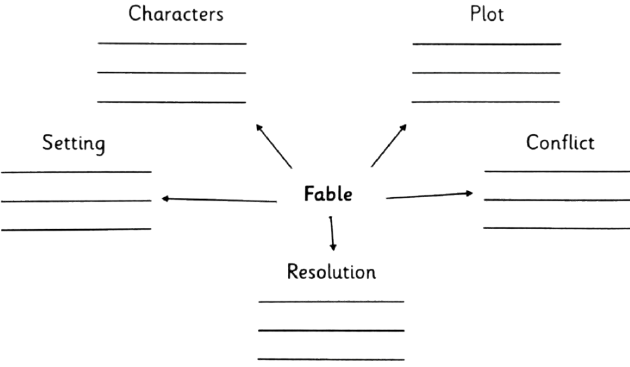 Characters
Plot
Setting
Conflict
Fable
Resolution